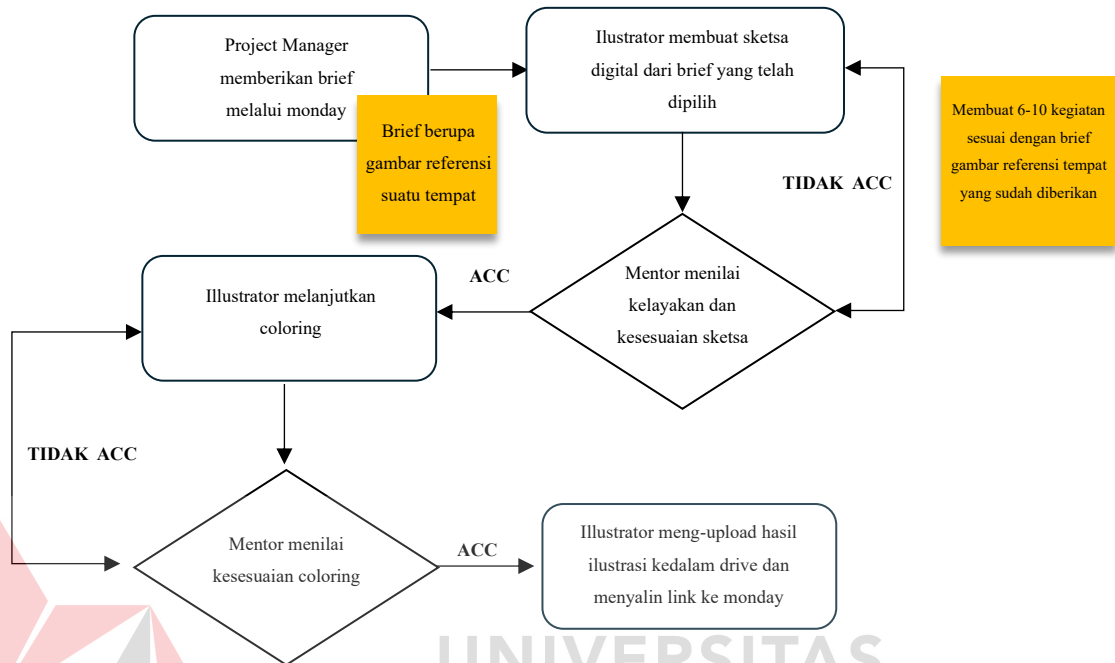 Project Manager
memberikan brief
melalui monday
Brief berupa
gambar referensi
suatu tempat
Ilustrator membuat sketsa
digital dari brief yang telah
dipilih
Membuat 6-10 kegiatan
sesuai dengan brief
gambar referensi tempat
yang sudah diberikan
TIDAK ACC
Mentor menilai
kelayakan dan
kesesuaian sketsa
ACC
Illustrator melanjutkan
coloring
TIDAK ACC
Mentor menilai
kesesuaian coloring
ACC
Illustrator meng-upload hasil
ilustrasi kedalam drive dan
menyalin link ke monday
UNIVERSITAS